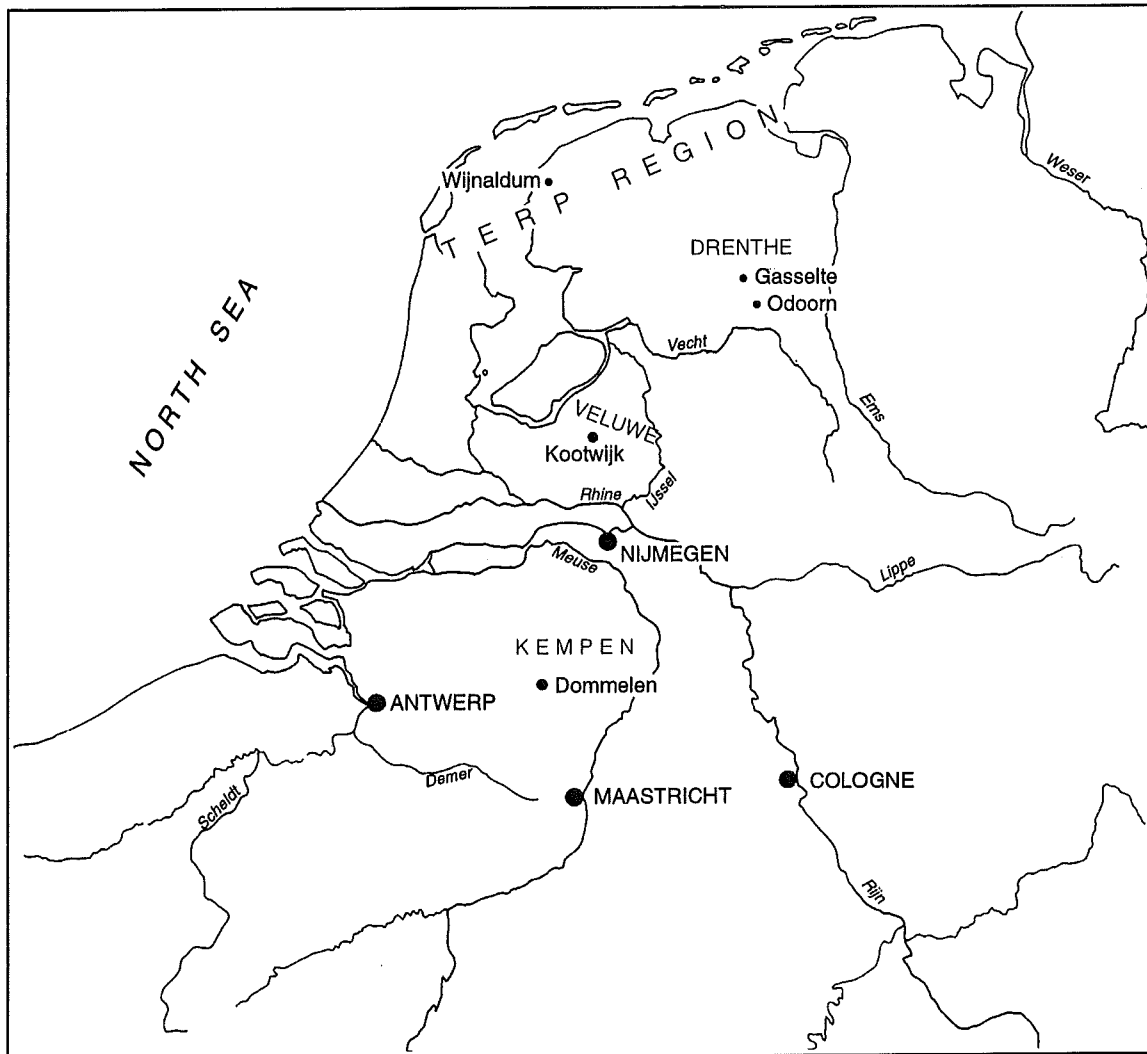 Weser
TERP REGION
Wijnaldum
DRENTHE
Gasselte
Odoorn
NORTH SEA
Vecht
Ems
VELUWE
Kootwijk
Rhine
IJssel
NIJMEGEN
Meuse
Lippe
KEMPEN
Dommelen
ANTWERP
Demer
COLOGNE
MAASTRICHT
Scheldt
Rijn